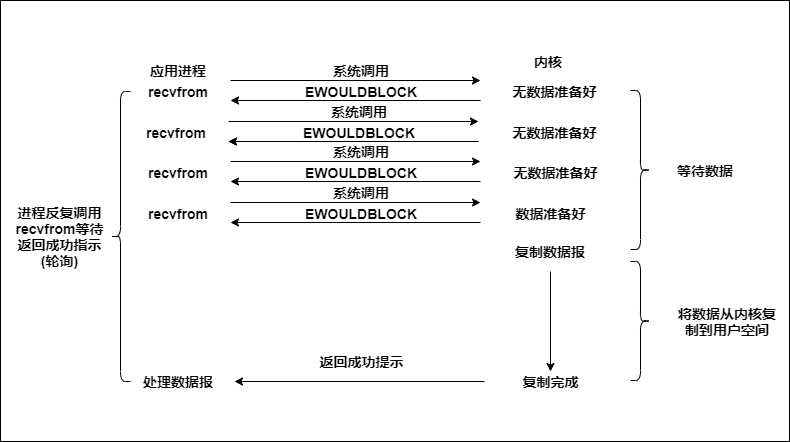 应用进程
系统调用
内核
recvfrom
EWOULDBLOCK
无数据准备好
系统调用
recvfrom
EWOULDBLOCK
无数据准备好
系统调用
recvfrom
EWOULDBLOCK
无数据准备好
等待数据
系统调用
recvfrom
EWOULDBLOCK
数据准备好
进程反复调用
recvfrom等待
返回成功指示
(轮询)
复制数据报
将数据从内核复
制到用户空间
返回成功提示
处理数据报
复制完成